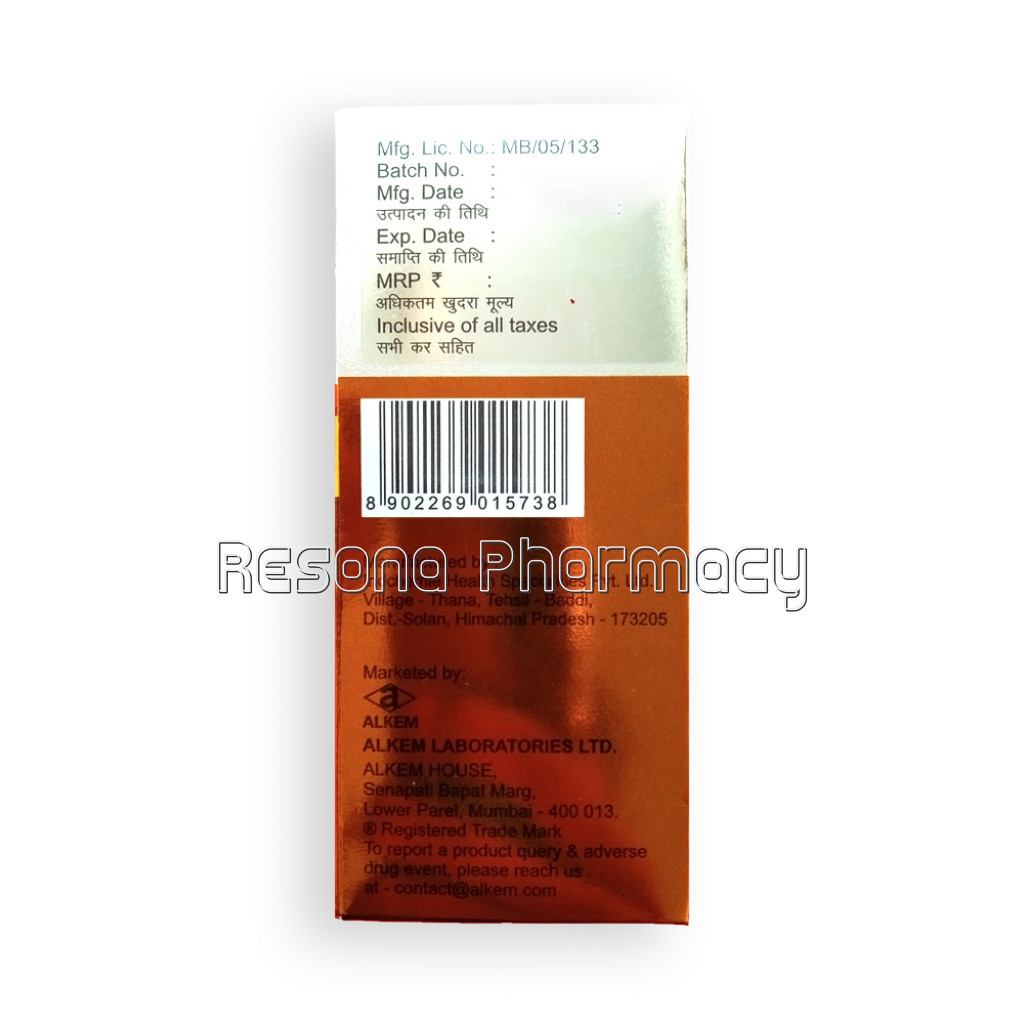 Mfg. Lic. No.: MB/05/133
Batch No. :
Mfg. Date :
उत्पादन की तिथि
Exp. Date :
समाप्ति की तिथि
MRP ₹ :
अधिकतम खुदरा मूल्य
Inclusive of all taxes
सभी कर सहित
8 902269 015738
Resona Pharmacy
Health Pvt. Ltd.
Village - Thana, Tehsil - Baddi,
Dist.-Solan, Himachal Pradesh - 173205
Marketed by:
a
ALKEM
ALKEM LABORATORIES LTD.
ALKEM HOUSE,
Senapati Bapat Marg,
Lower Parel, Mumbai - 400 013.
® Registered Trade Mark
To report a product query & adverse
drug event, please reach us
at - contact@alkem.com